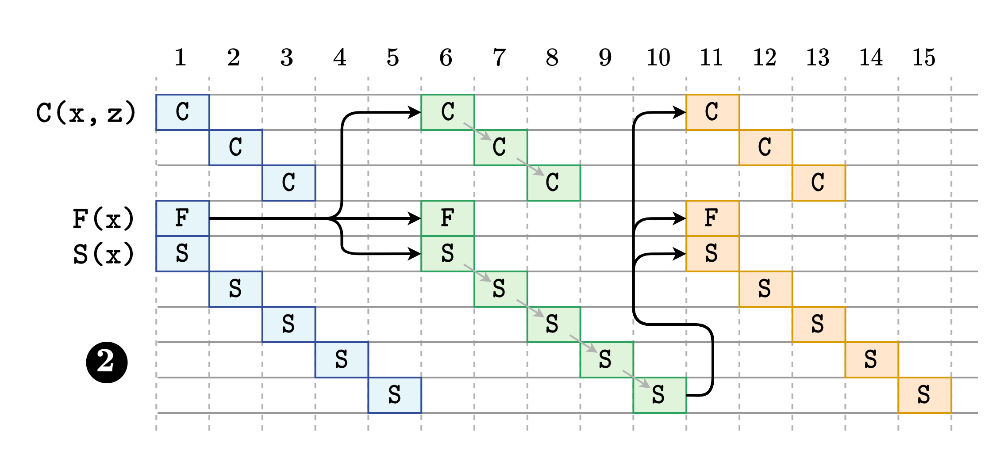 1 2 3 4 5 6 7 8 9 10 11 12 13 14 15
C(x,z) C C C
C C C
C C C
F(x) F F F
S(x) S S S
S S S
S S S
2 S S S
S S S